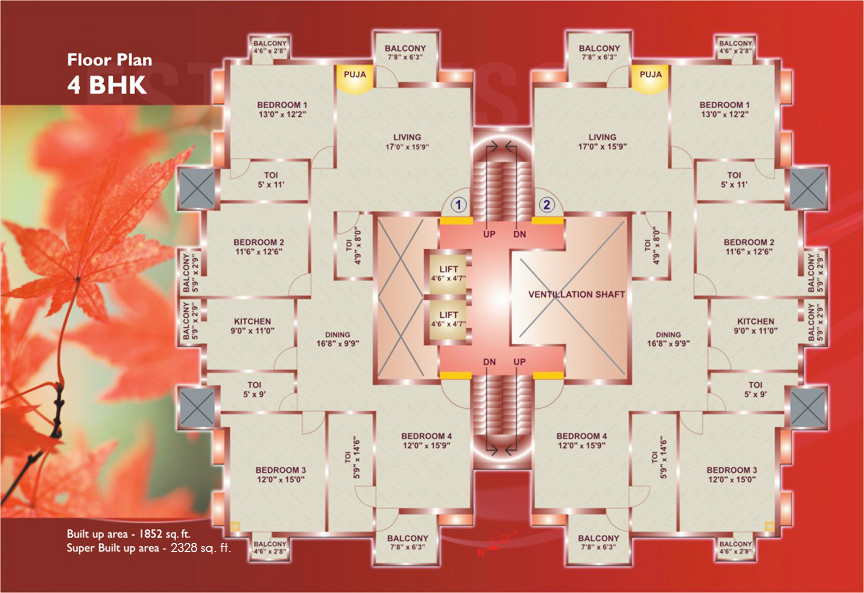 Floor Plan
4 BHK
BALCONY
4'6" x 2'8"
BALCONY
7'8" x 6'3"
BALCONY
7'8" x 6'3"
BALCONY
4'6" x 2'8"
PUJA
PUJA
BEDROOM 1
13'0" x 12'2"
BEDROOM 1
13'0" x 12'2"
LIVING
17'0" x 15'9"
LIVING
17'0" x 15'9"
TOI
5' x 11'
TOI
5' x 11'
1
2
UP
DN
BEDROOM 2
11'6" x 12'6"
TOI
4'9" x 8'0"
TOI
4'9" x 8'0"
BEDROOM 2
11'6" x 12'6"
BALCONY
5'9" x 2'9"
LIFT
4'6" x 4'7"
BALCONY
5'9" x 2'9"
VENTILLATION SHAFT
BALCONY
5'9" x 2'9"
KITCHEN
9'0" x 11'0"
LIFT
4'6" x 4'7"
KITCHEN
9'0" x 11'0"
BALCONY
5'9" x 2'9"
DINING
16'8" x 9'9"
DINING
16'8" x 9'9"
DN
UP
TOI
5' x 9'
TOI
5' x 9'
BEDROOM 4
12'0" x 15'9"
BEDROOM 4
12'0" x 15'9"
BEDROOM 3
12'0" x 15'0"
TOI
5'9" x 14'6"
TOI
5'9" x 14'6"
BEDROOM 3
12'0" x 15'0"
BALCONY
4'6" x 2'8"
BALCONY
7'8" x 6'3"
N
BALCONY
7'8" x 6'3"
BALCONY
4'6" x 2'8"
Built up area - 1852 sq. ft.
Super Built up area - 2328 sq. ft.